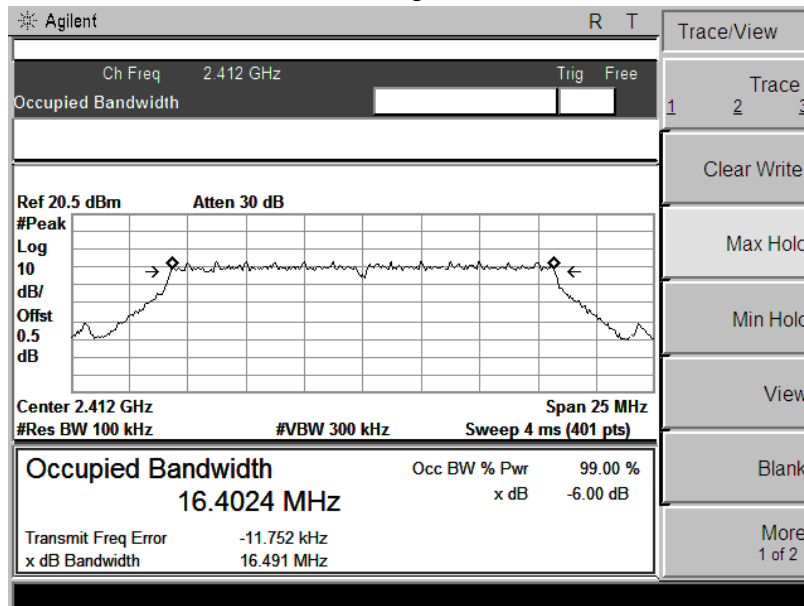 Agilent R T
Ch Freq 2.412 GHz Trig Free
Occupied Bandwidth
Ref 20.5 dBm Atten 30 dB
#Peak
Log
10
dB/
Offst
0.5
dB
Center 2.412 GHz Span 25 MHz
#Res BW 100 kHz #VBW 300 kHz Sweep 4 ms (401 pts)
Occupied Bandwidth
16.4024 MHz
Occ BW % Pwr 99.00 %
x dB -6.00 dB
Transmit Freq Error -11.752 kHz
x dB Bandwidth 16.491 MHz
Trace/View
Trace
1 2 3
Clear Write
Max Hold
Min Hold
View
Blank
More
1 of 2